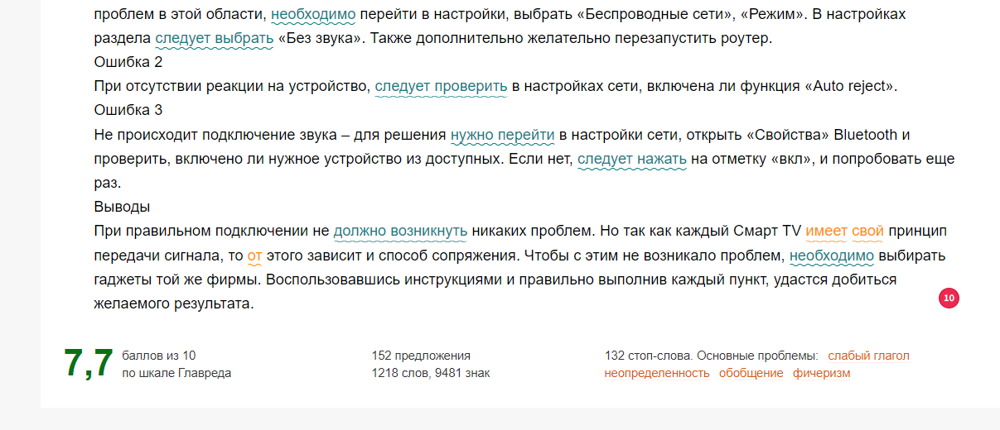 проблем в этой области, необходимо перейти в настройки, выбрать «Беспроводные сети», «Режим». В настройках
раздела следует выбрать «Без звука». Также дополнительно желательно перезапустить роутер.
Ошибка 2
При отсутствии реакции на устройство, следует проверить в настройках сети, включена ли функция «Auto reject».
Ошибка 3
Не происходит подключение звука – для решения нужно перейти в настройки сети, открыть «Свойства» Bluetooth и
проверить, включено ли нужное устройство из доступных. Если нет, следует нажать на отметку «вкл», и попробовать еще
раз.
Выводы
При правильном подключении не должно возникнуть никаких проблем. Но так как каждый Смарт TV имеет свой принцип
передачи сигнала, то от этого зависит и способ сопряжения. Чтобы с этим не возникало проблем, необходимо выбирать
гаджеты той же фирмы. Воспользовавшись инструкциями и правильно выполнив каждый пункт, удастся добиться
желаемого результата.
10
7,7 баллов из 10
по шкале Главреда
152 предложения
1218 слов, 9481 знак
132 стоп-слова. Основные проблемы: слабый глагол
неопределенность обобщение фичеризм